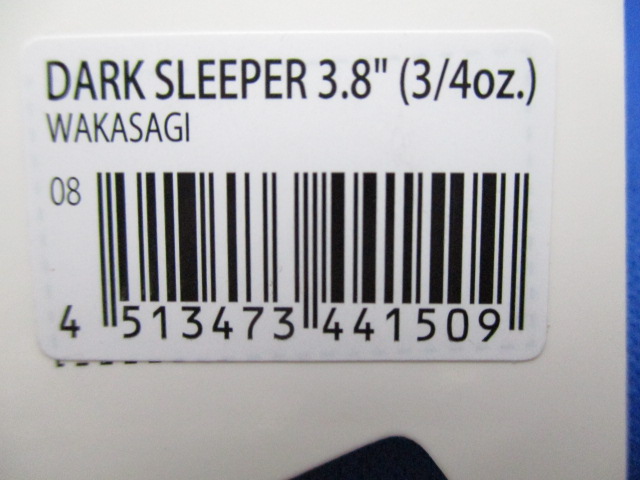 DARK SLEEPER 3.8" (3/4oz.)
WAKASAGI
08
4 513473 441509